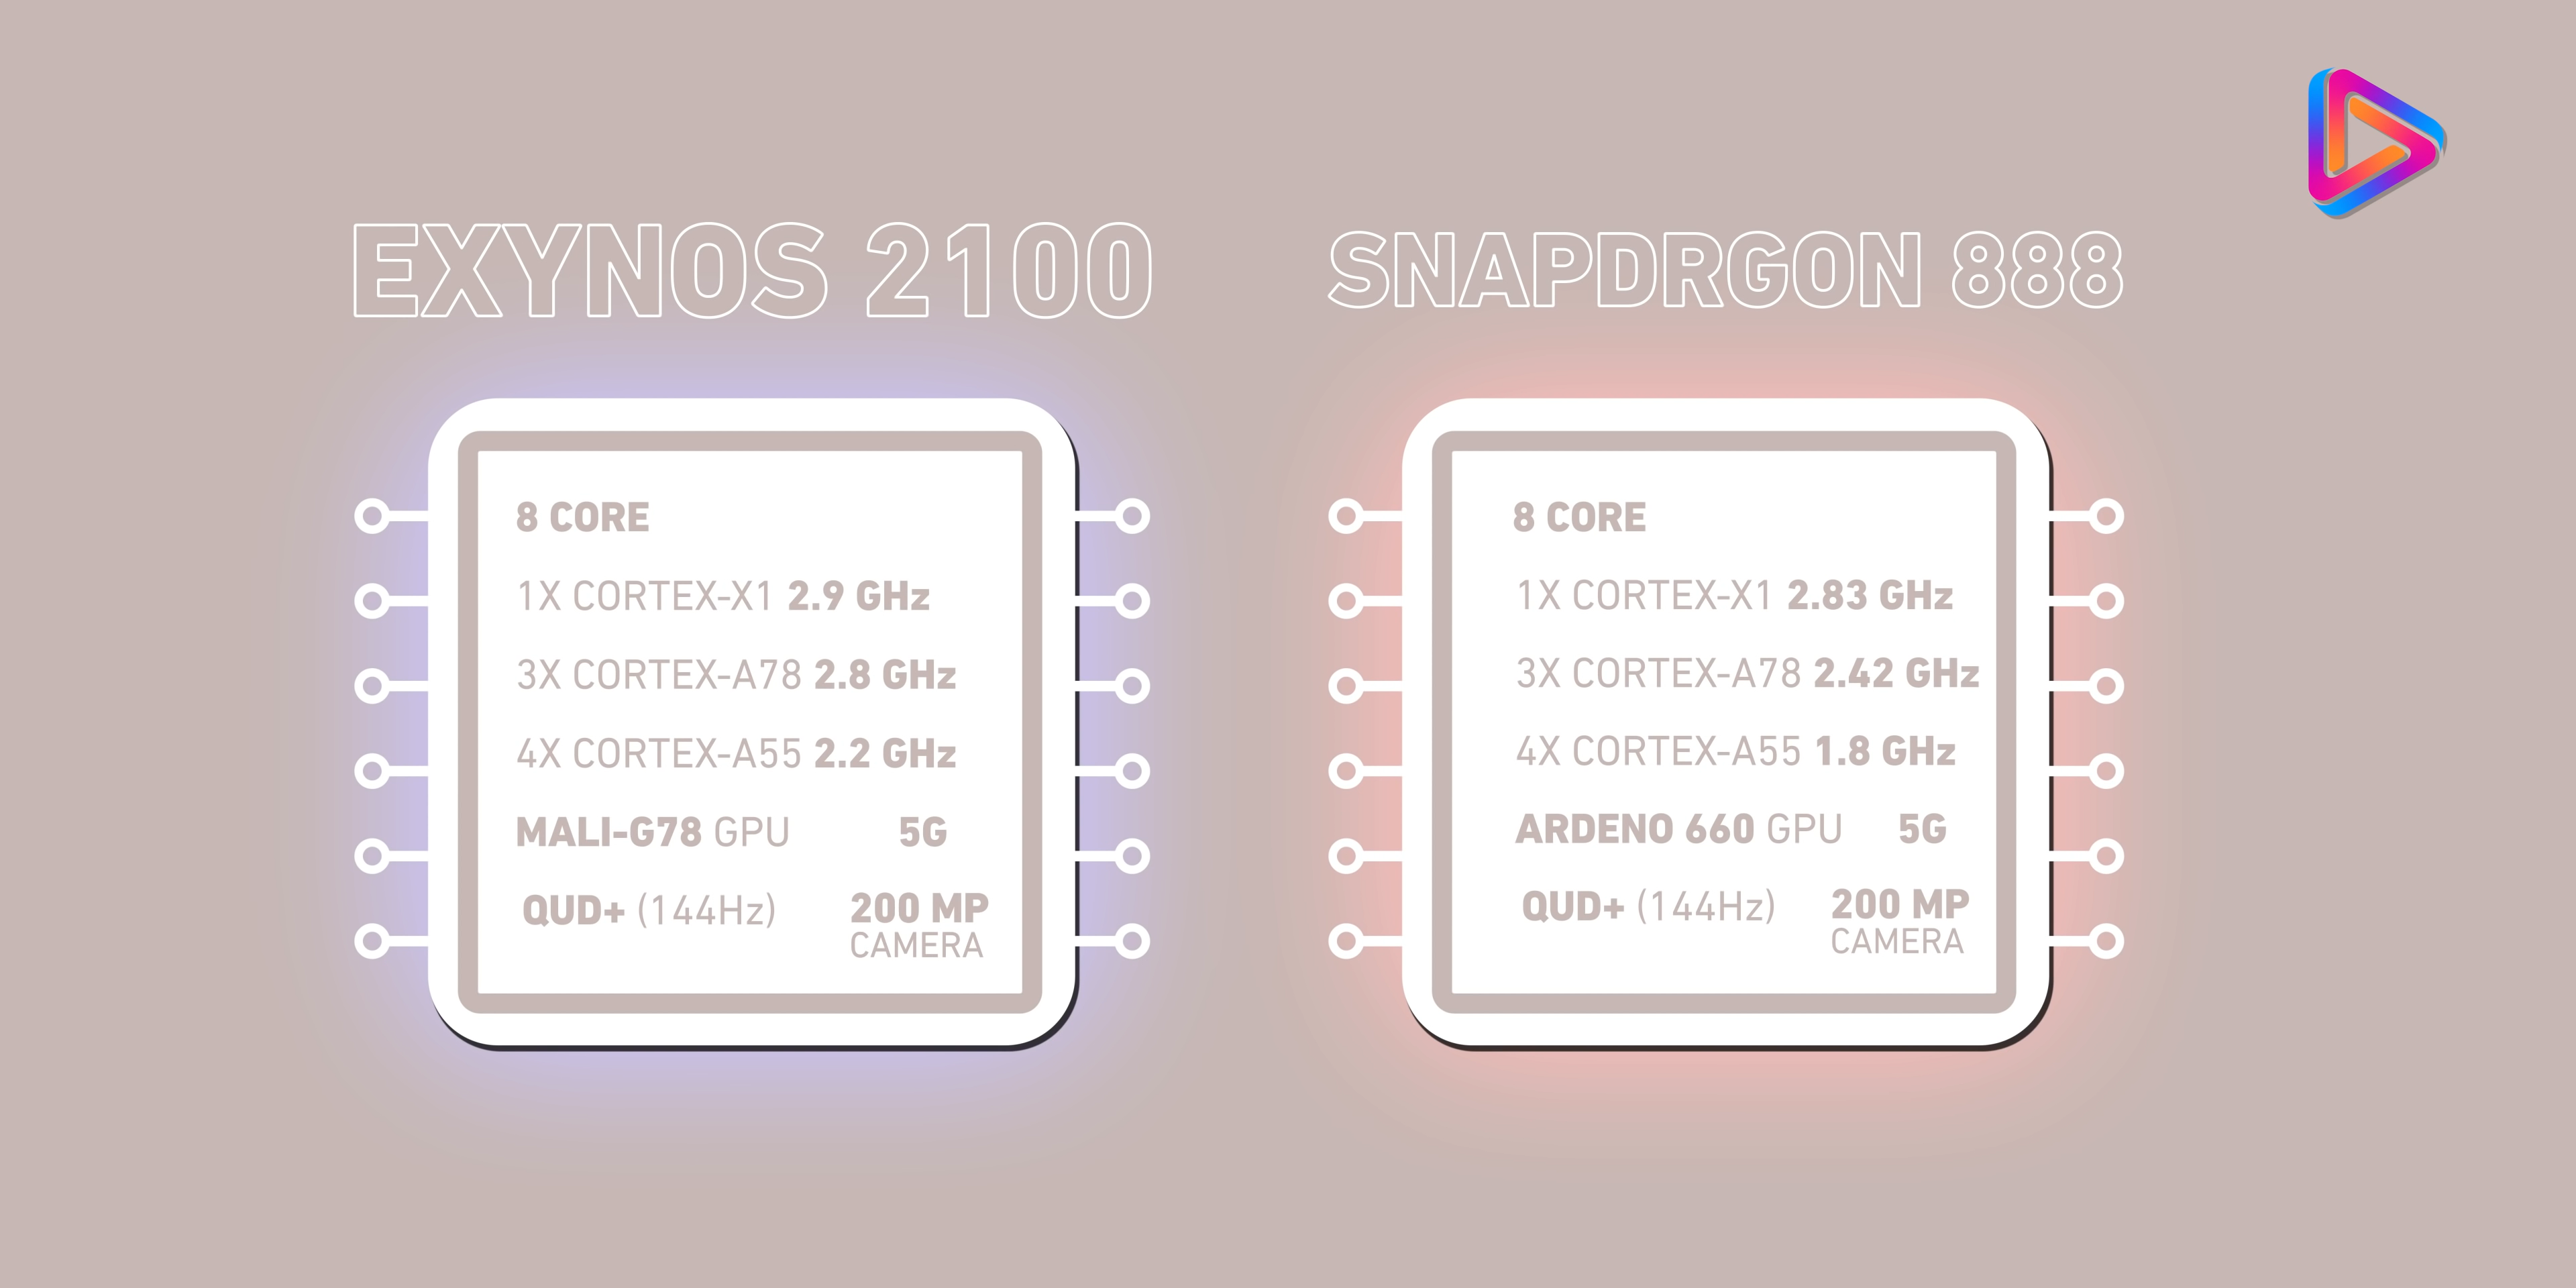 EXYNOS 2100
8 CORE
1X CORTEX-X1 2.9 GHz
3X CORTEX-A78 2.8 GHz
4X CORTEX-A55 2.2 GHz
MALI-G78 GPU 5G
QUD+ (144Hz) 200 MP
CAMERA
SNAPDRGON 888
8 CORE
1X CORTEX-X1 2.83 GHz
3X CORTEX-A78 2.42 GHz
4X CORTEX-A55 1.8 GHz
ARDENO 660 GPU 5G
QUD+ (144Hz) 200 MP
CAMERA